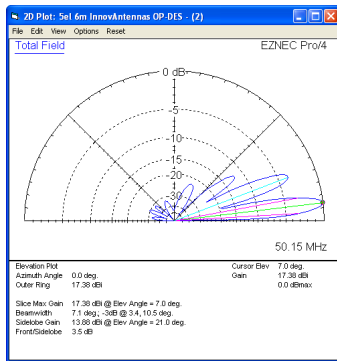 2D Plot: 5el 6m InnovAntennas OP-DES - (2)
File Edit View Options Reset
Total Field EZNEC Pro/4
0 dB
-5
-10
-15
-20
-30
50.15 MHz
Elevation Plot Cursor Elev 7.0 deg.
Azimuth Angle 0.0 deg. Gain 17.38 dBi
Outer Ring 17.38 dBi 0.0 dBmax
Slice Max Gain 17.38 dBi @ Elev Angle = 7.0 deg.
Beamwidth 7.1 deg.; -3dB @ 3.4, 10.5 deg.
Sidelobe Gain 13.88 dBi @ Elev Angle = 21.0 deg.
Front/Sidelobe 3.5 dB